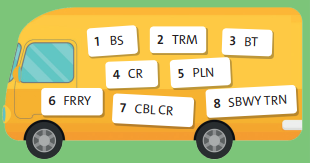 1 BS
2 TRM
3 BT
4 CR
5 PLN
6 FRRY
7 CBL CR
8 SBWY TRN